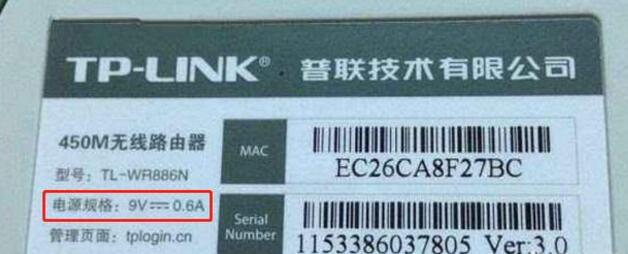 TP-LINK® 普联技术有限公司
450M无线路由器
型号：TL-WR886N
电源规格：9V⎓0.6A
管理页面：tplogin.cn
MAC
EC26CA8F27BC
Serial
Number
1153386037805 Ver:3.0